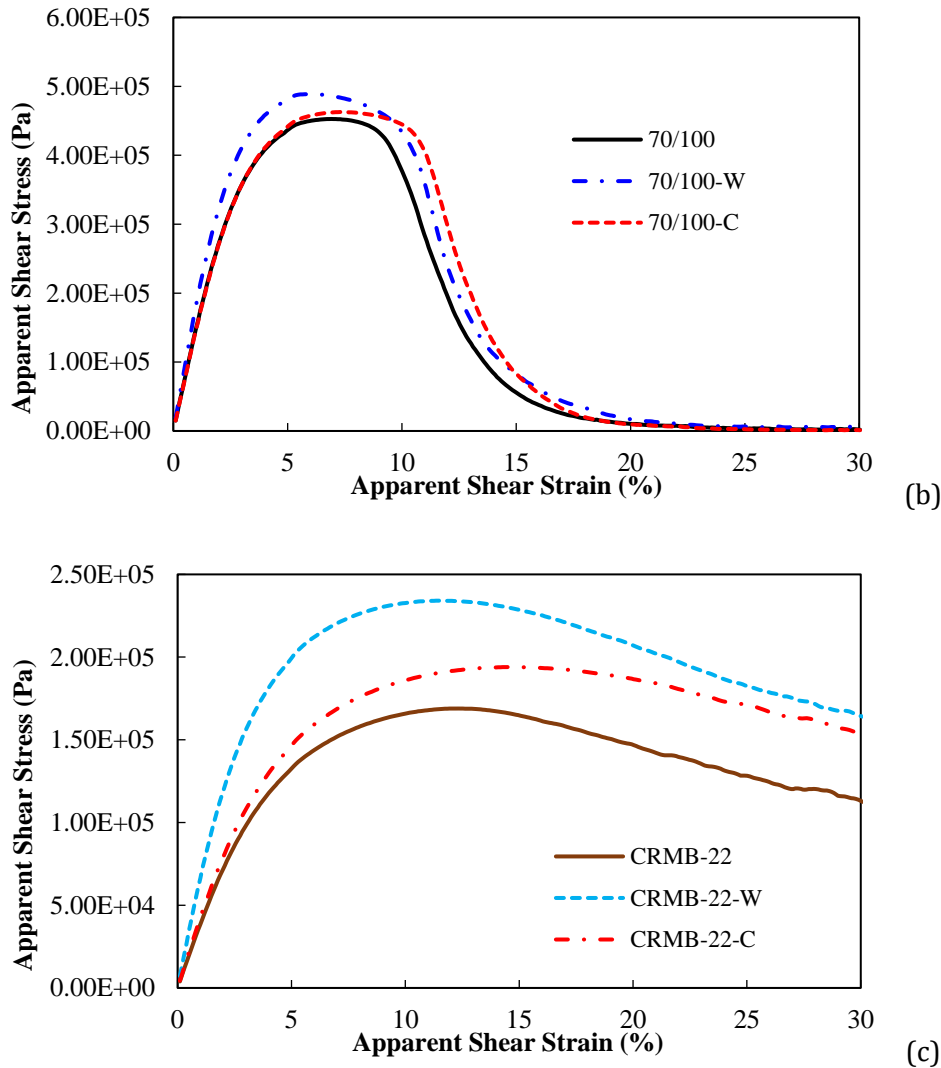 6.00E+05
5.00E+05
4.00E+05
3.00E+05
2.00E+05
1.00E+05
0.00E+00
Apparent Shear Stress (Pa)
70/100
70/100-W
70/100-C
0 5 10 15 20 25 30
Apparent Shear Strain (%)
(b)
2.50E+05
2.00E+05
1.50E+05
1.00E+05
5.00E+04
0.00E+00
Apparent Shear Stress (Pa)
CRMB-22
CRMB-22-W
CRMB-22-C
0 5 10 15 20 25 30
Apparent Shear Strain (%)
(c)